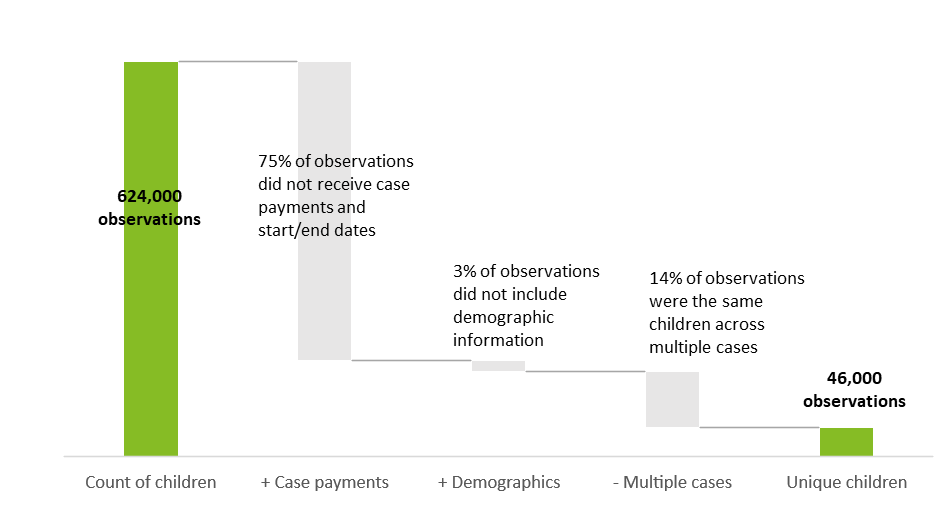 624,000
observations
75% of observations
did not receive case
payments and
start/end dates
3% of observations
did not include
demographic
information
14% of observations
were the same
children across
multiple cases
46,000
observations
Count of children
+ Case payments
+ Demographics
- Multiple cases
Unique children